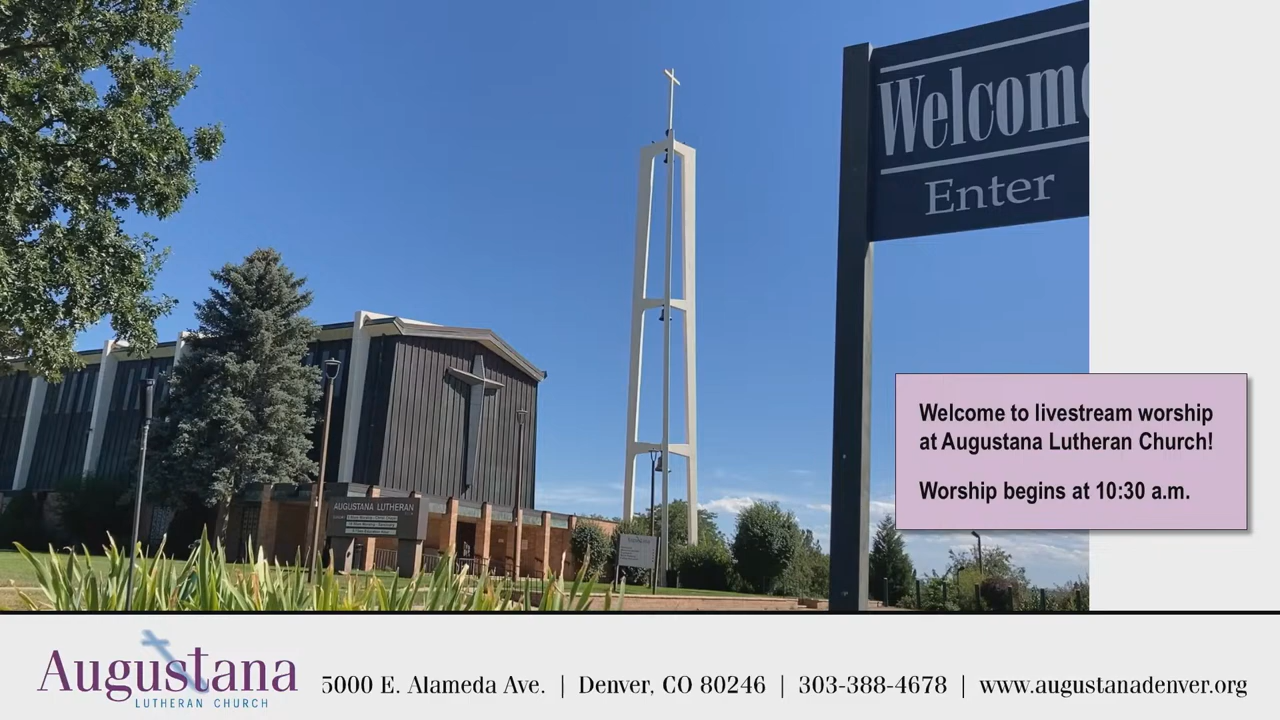 Welcome
Enter
AUGUSTANA LUTHERAN
Welcome to livestream worship
at Augustana Lutheran Church!
Worship begins at 10:30 a.m.
Augustana
LUTHERAN CHURCH
5000 E. Alameda Ave. | Denver, CO 80246 | 303-388-4678 | www.augustanadenver.org